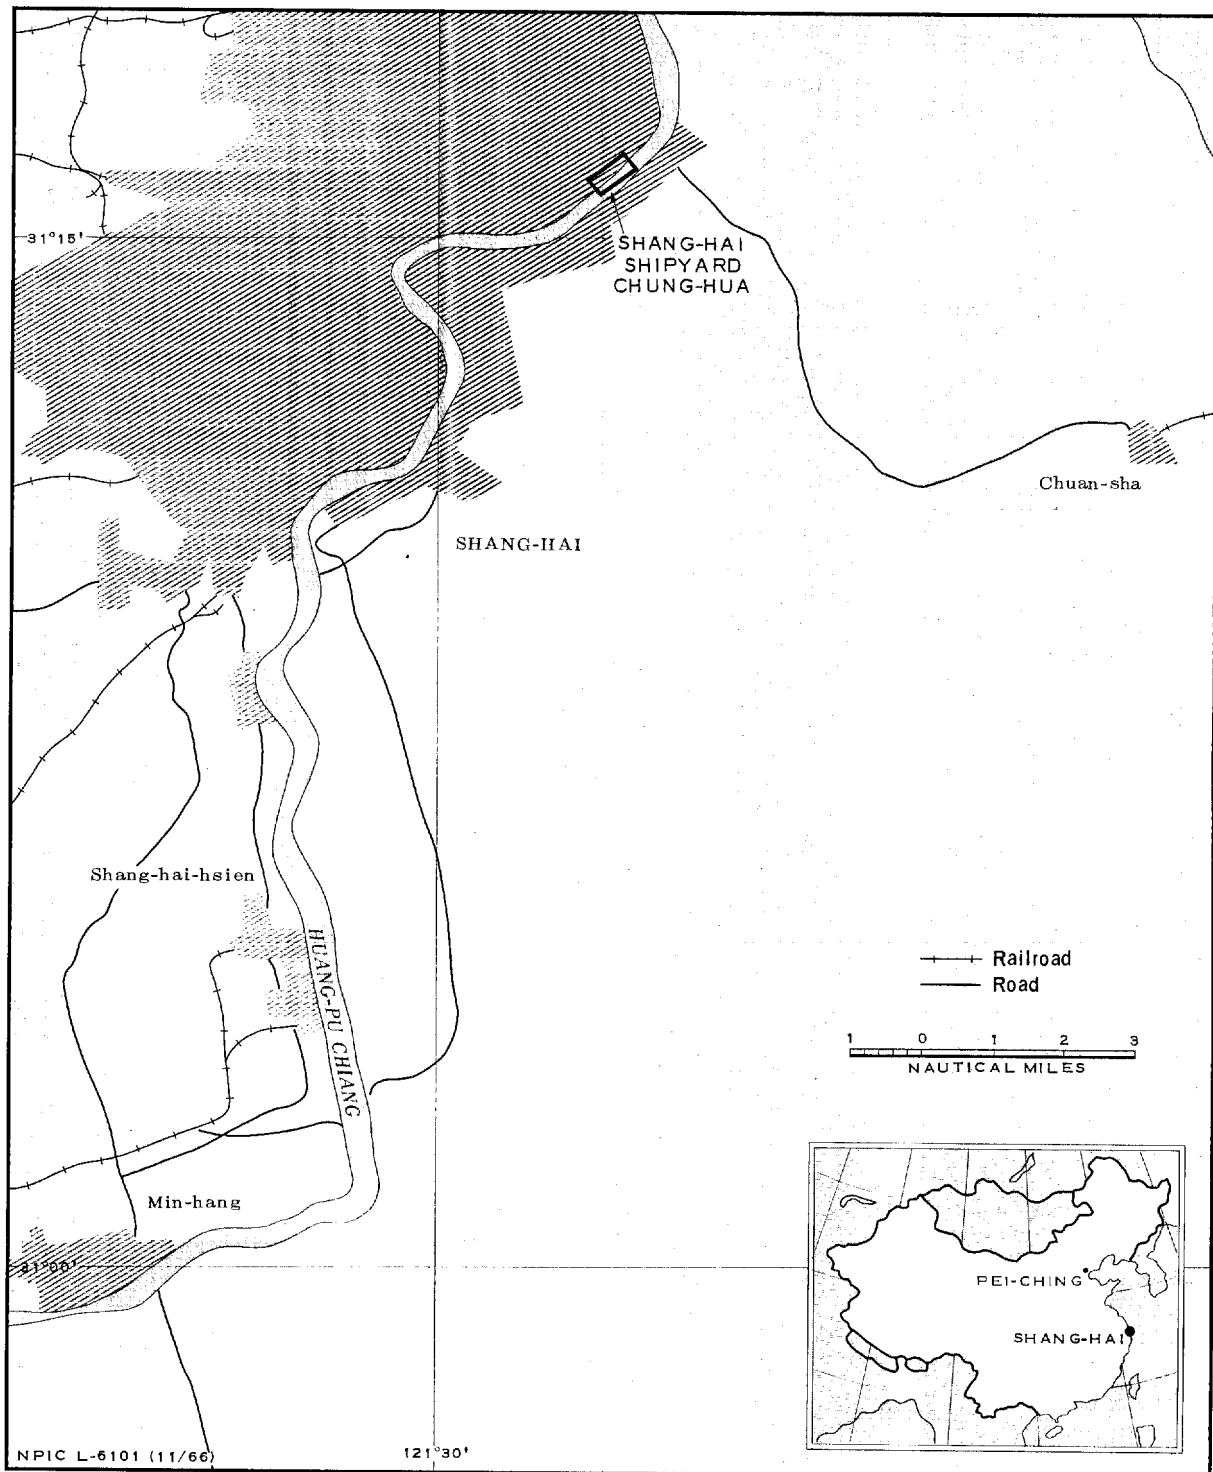 31°15'
SHANG-HAI
SHIPYARD
CHUNG-HUA
Chuan-sha
SHANG-HAI
Shang-hai-hsien
HUANG-PU CHIANG
Railroad
Road
1 0 1 2 3
NAUTICAL MILES
Min-hang
31°00'
PEI-CHING
SHANG-HAI
NPIC L-6101 (11/66)
121°30'